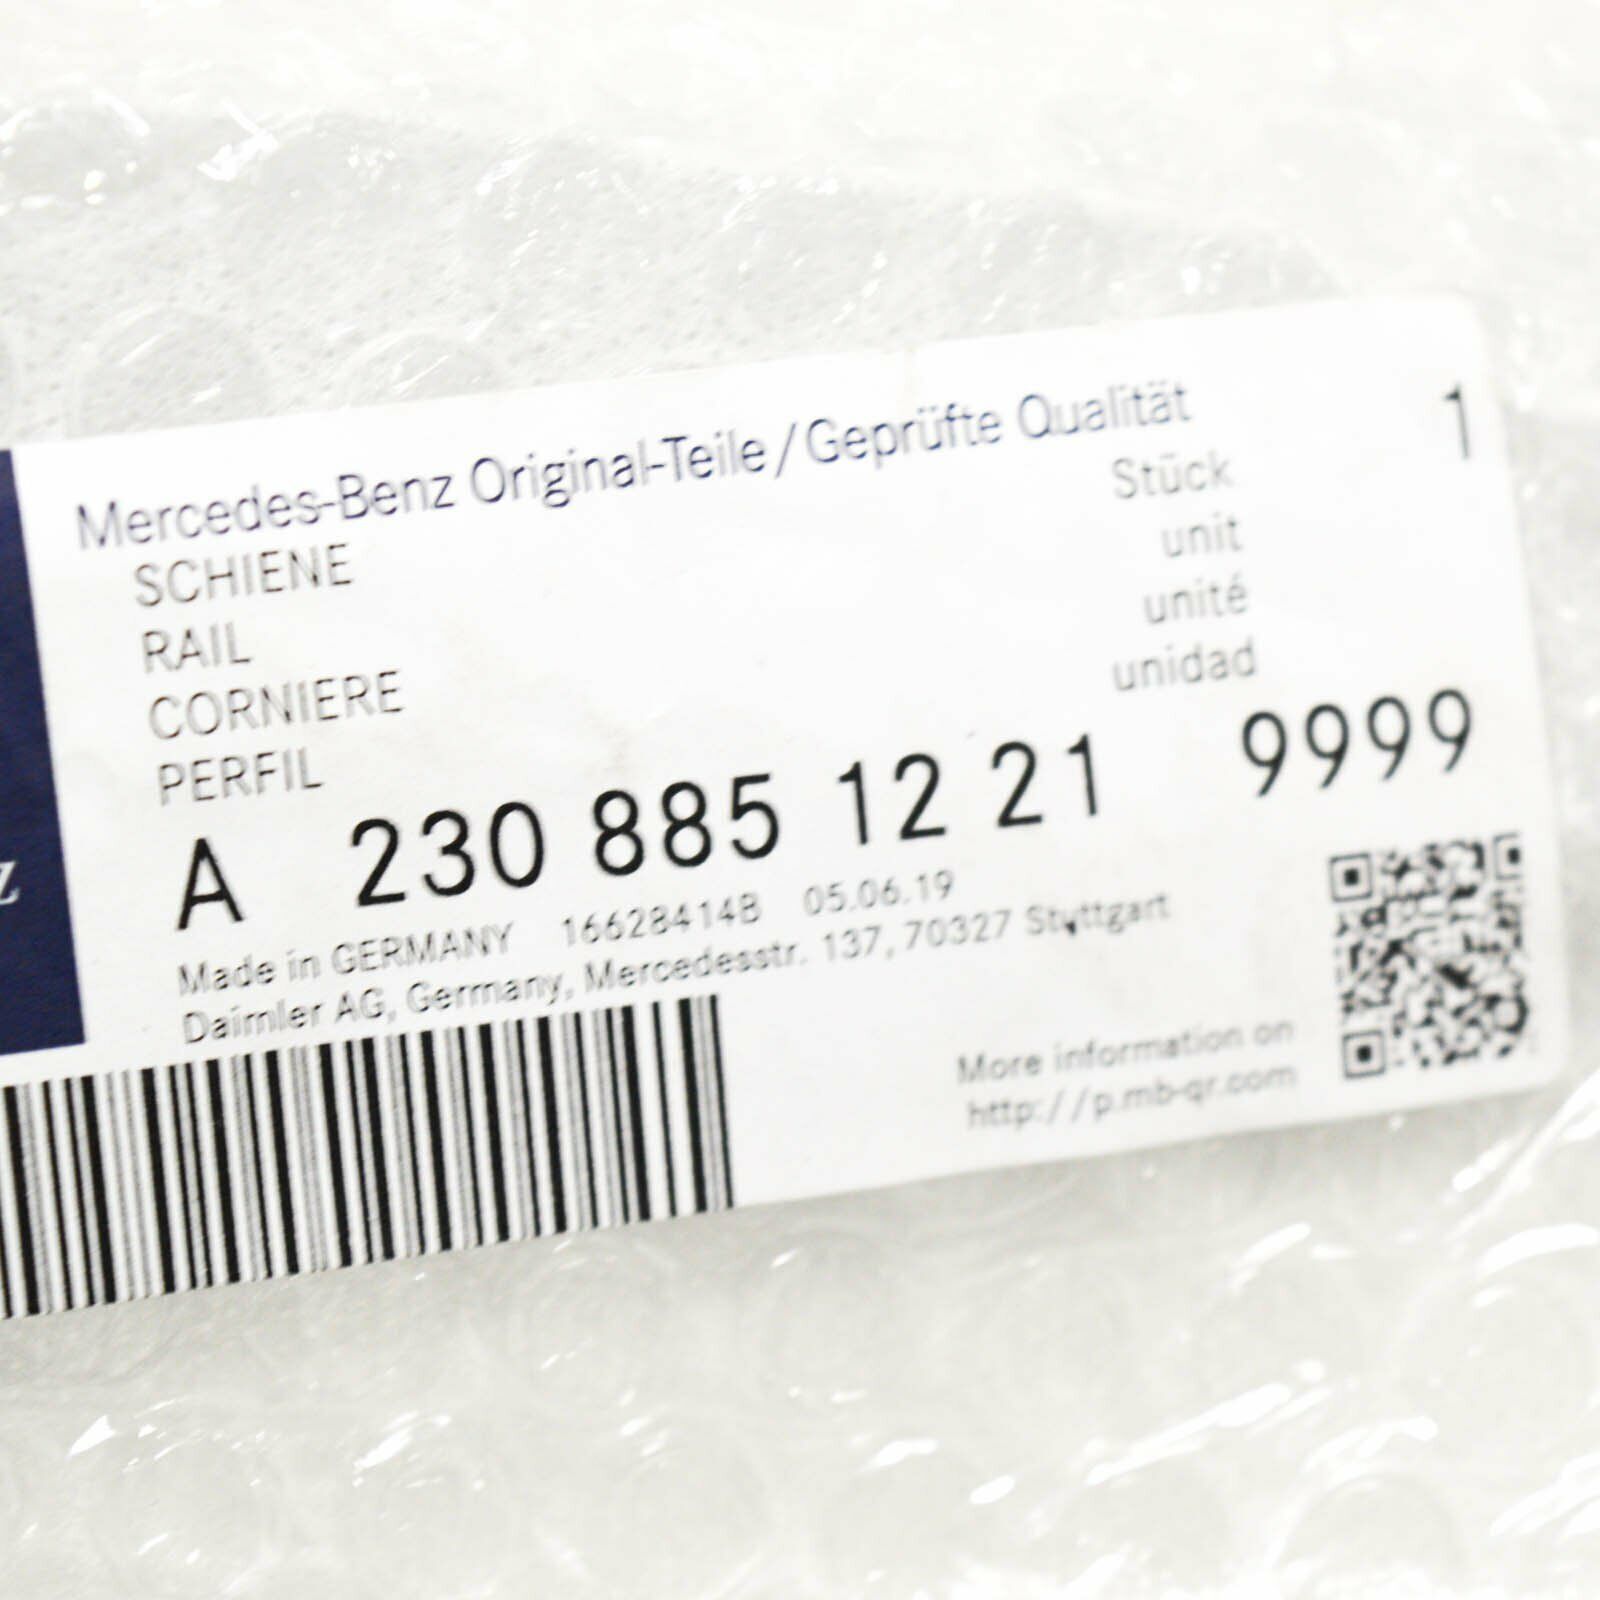 Mercedes-Benz Original-Teile / Geprüfte Qualität 1
SCHIENE Stück
RAIL unit
CORNIERE unité
PERFIL unidad
A 230 885 12 21 9999
Made in GERMANY 16628414B 05.06.19
Daimler AG, Germany, Mercedesstr. 137, 70327 Stuttgart
More information on
http://p.mb-qr.com
z